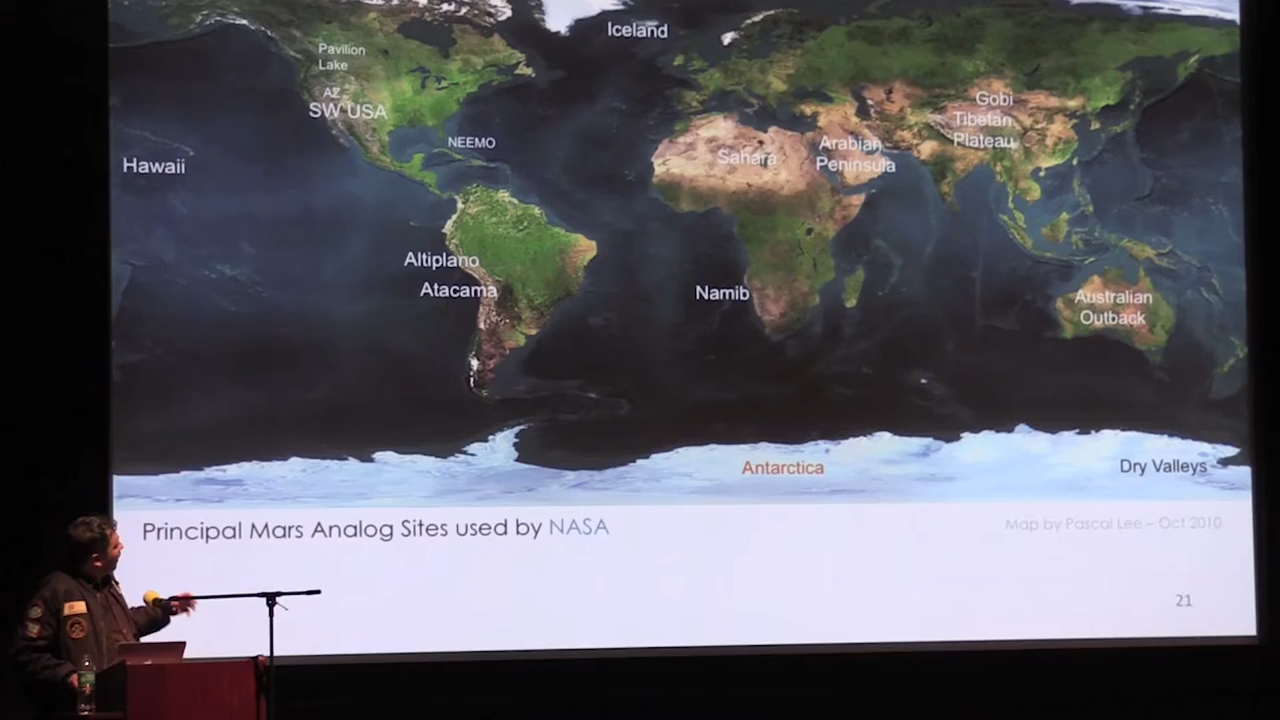 Iceland
Pavilion
Lake
AZ
SW USA
NEEMO
Hawaii
Sahara
Arabian
Peninsula
Gobi
Tibetan
Plateau
Altiplano
Atacama
Namib
Australian
Outback
Antarctica
Dry Valleys
Principal Mars Analog Sites used by NASA
Map by Pascal Lee – Oct 2010
21